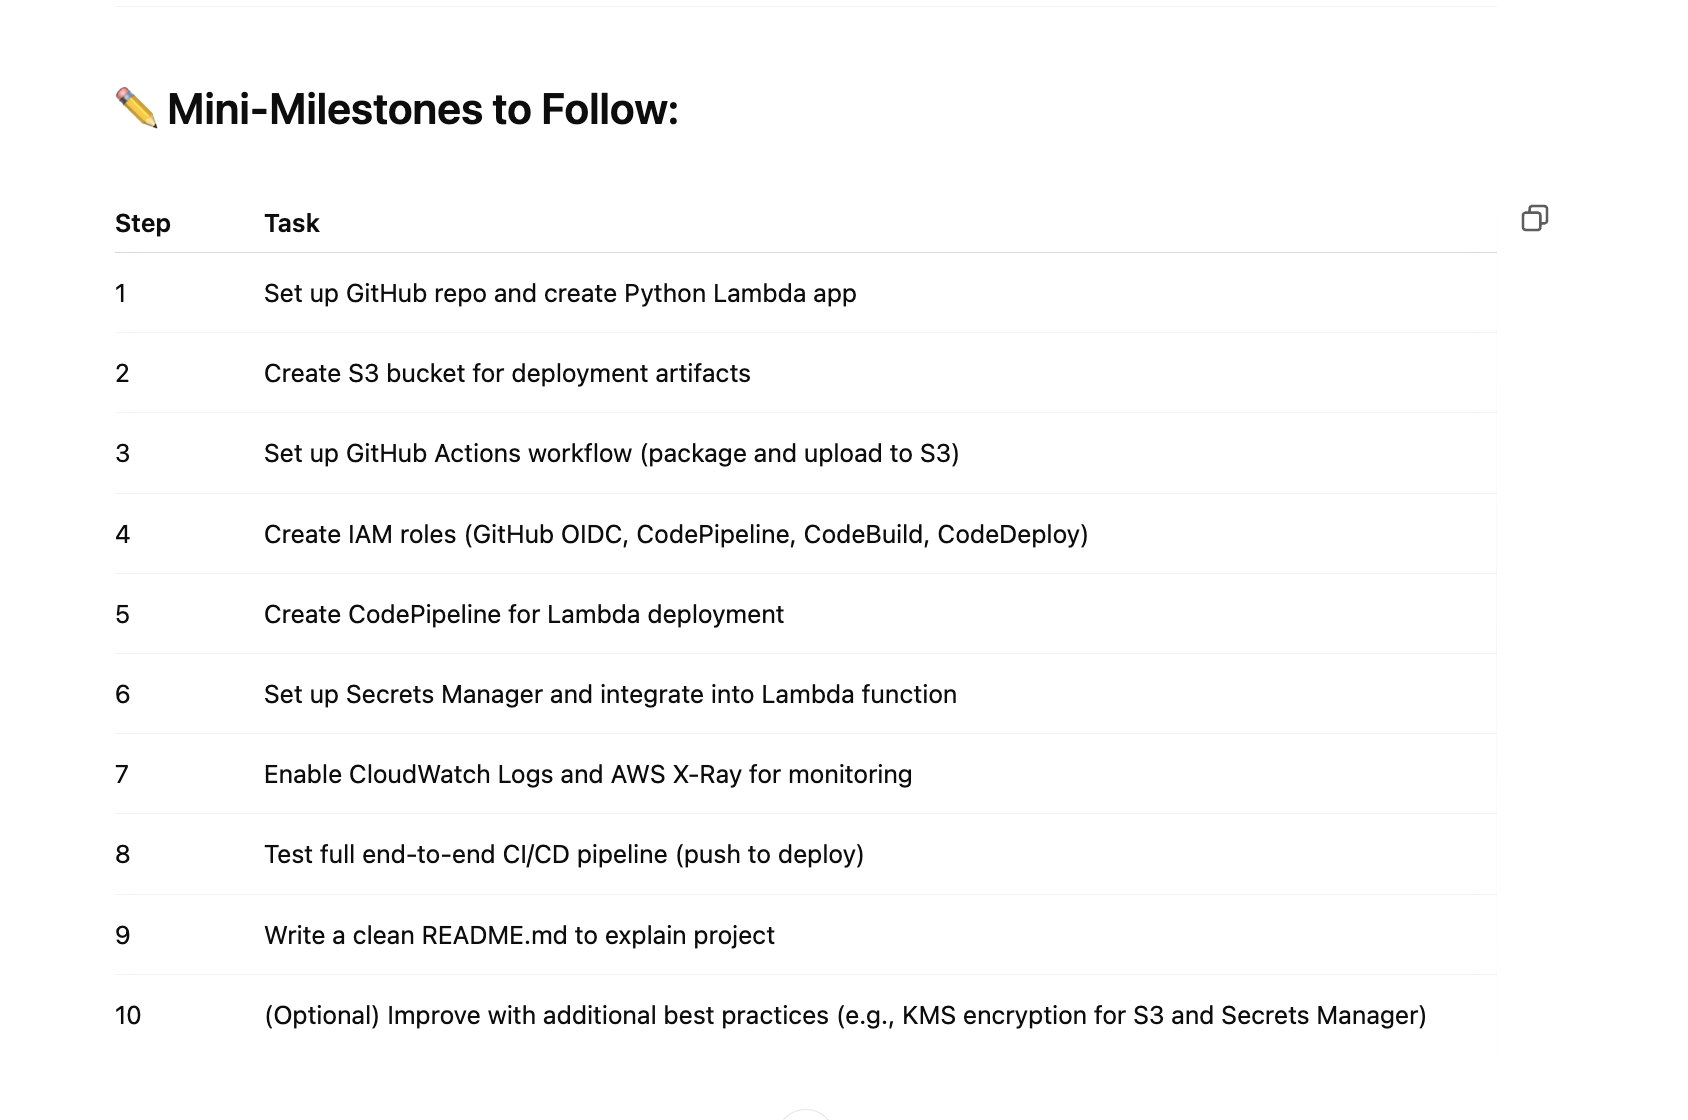 ✏️ Mini-Milestones to Follow:
Step Task
1 Set up GitHub repo and create Python Lambda app
2 Create S3 bucket for deployment artifacts
3 Set up GitHub Actions workflow (package and upload to S3)
4 Create IAM roles (GitHub OIDC, CodePipeline, CodeBuild, CodeDeploy)
5 Create CodePipeline for Lambda deployment
6 Set up Secrets Manager and integrate into Lambda function
7 Enable CloudWatch Logs and AWS X-Ray for monitoring
8 Test full end-to-end CI/CD pipeline (push to deploy)
9 Write a clean README.md to explain project
10 (Optional) Improve with additional best practices (e.g., KMS encryption for S3 and Secrets Manager)